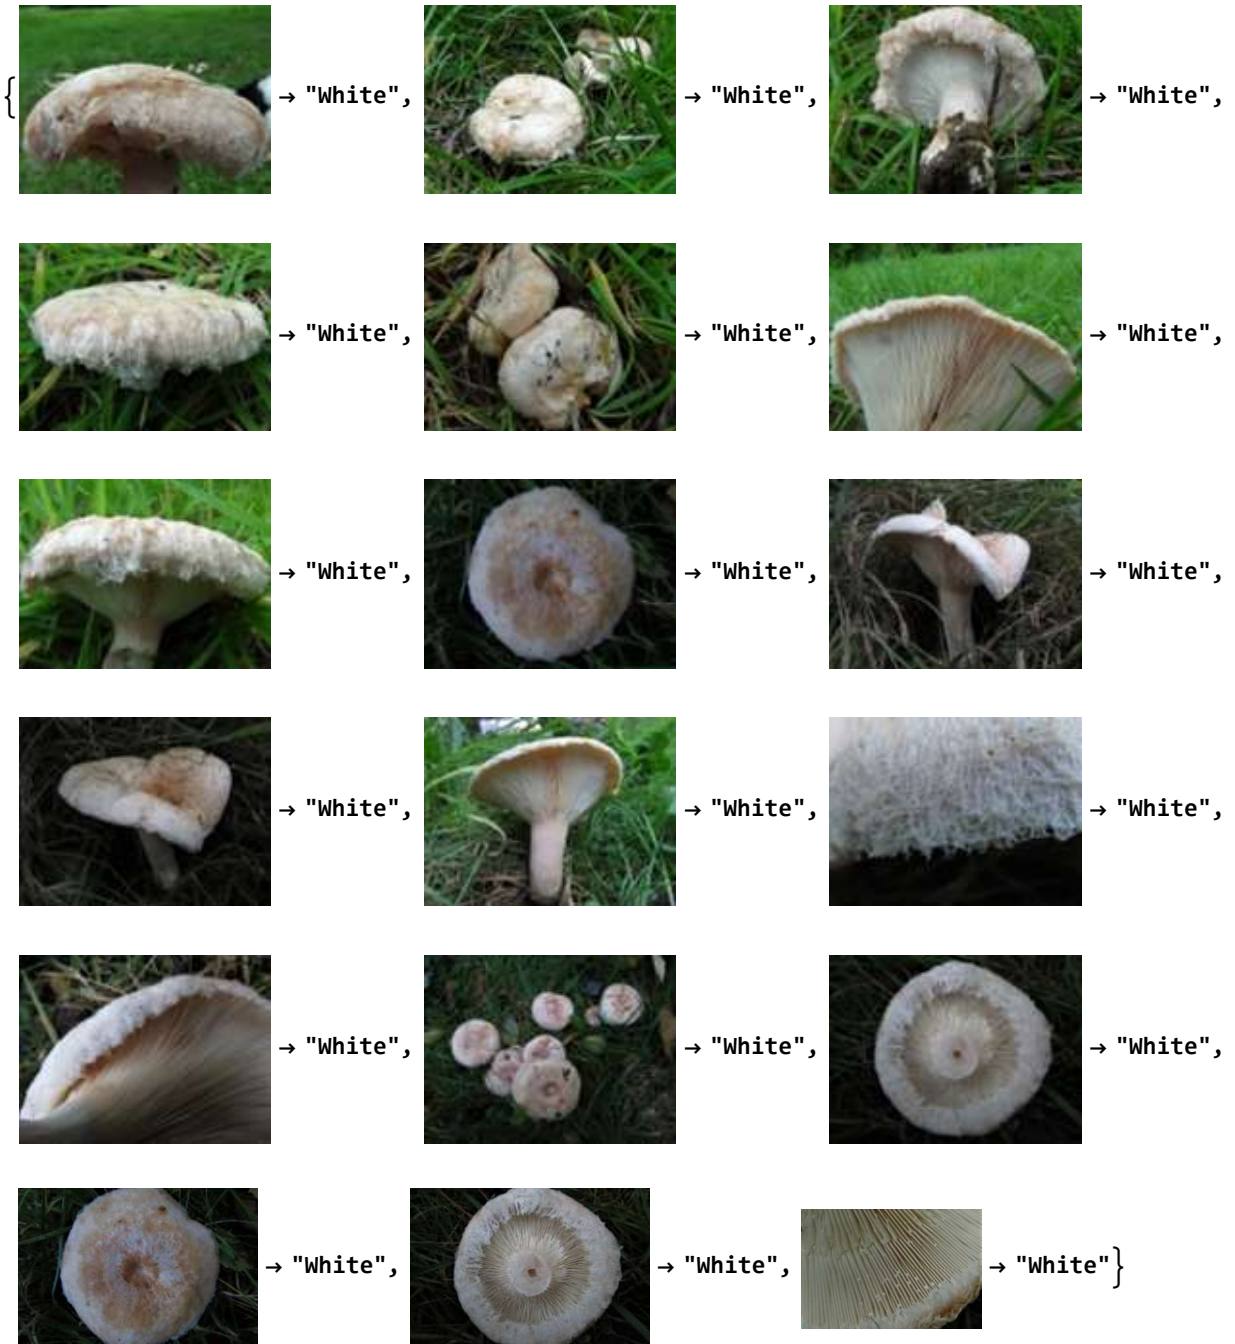 { → "White", → "White", → "White",
→ "White", → "White", → "White",
→ "White", → "White", → "White",
→ "White", → "White", → "White",
→ "White", → "White", → "White",
→ "White", → "White", → "White"}